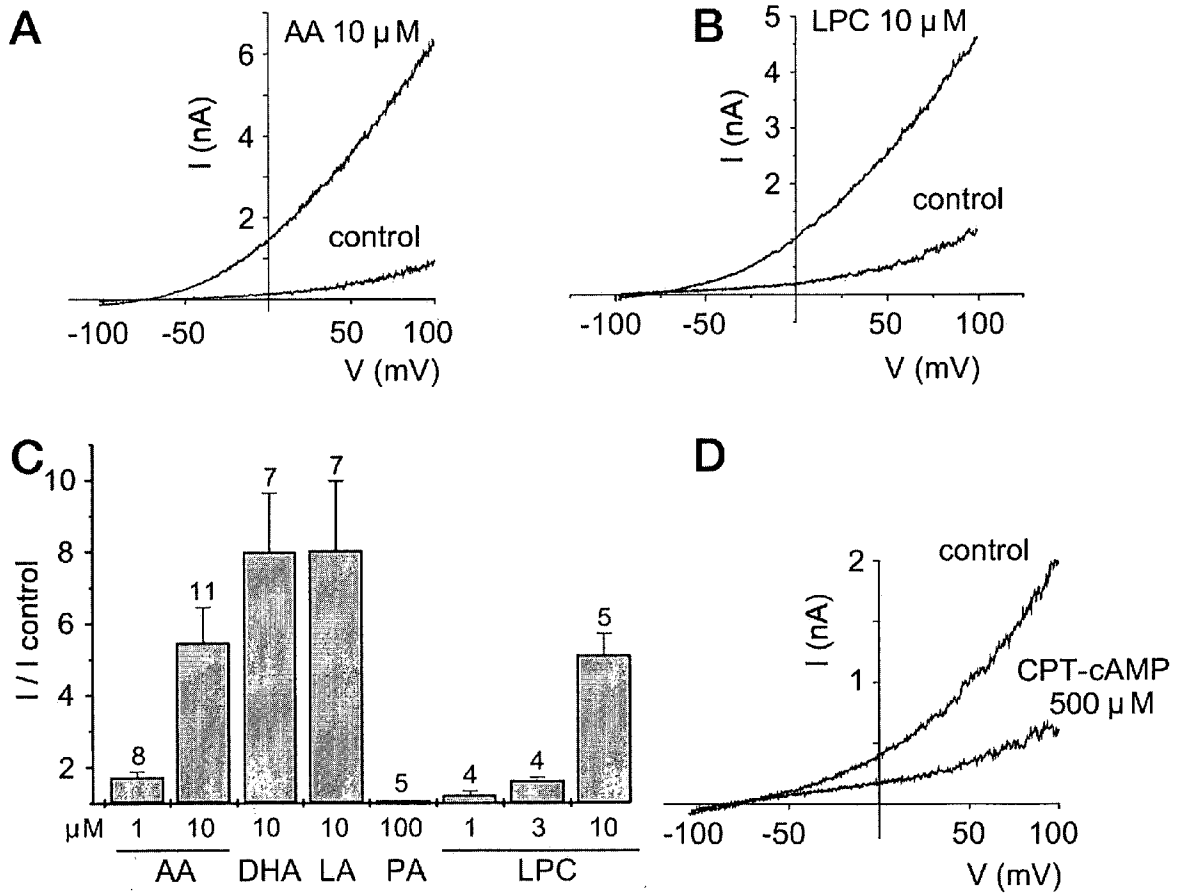 A
AA 10 µM
I (nA)
6
4
2
control
-100 -50 50 100
V (mV)
B
LPC 10 µM
I (nA)
5
4
3
2
control
-100 -50 50 100
V (mV)
C
I / I control
10
8
6
4
2
8 11 7 7 5 4 4 5
µM 1 10 10 10 100 1 3 10
AA DHA LA PA LPC
D
I (nA)
2
1
control
CPT-cAMP
500 µM
-100 -50 50 100
V (mV)